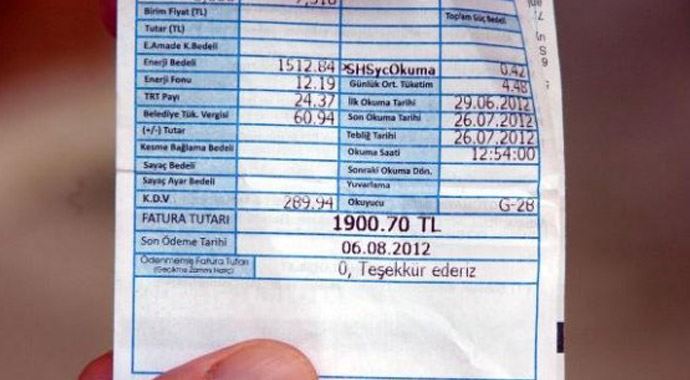 Birim Fiyat (TL)
Toplam Güç Bedeli
Tutar (TL)
E.Amade K.Bedeli
Enerji Bedeli 1512.84 *SHSycOkuma 0.42
Enerji Fonu 12.19 Günlük Ort. Tüketim 4.48
TRT Payı 24.37 İlk Okuma Tarihi 29.06.2012
Belediye Tük. Vergisi 60.94 Son Okuma Tarihi 26.07.2012
(+/-) Tutar Tebliğ Tarihi 26.07.2012
Kesme Bağlama Bedeli Okuma Saati 12:54:00
Sayaç Bedeli Sonraki Okuma Dön.
Sayaç Ayar Bedeli Yuvarlama
K.D.V 289.94 Okuyucu G-28
FATURA TUTARI 1900.70 TL
Son Ödeme Tarihi 06.08.2012
Ödenmemiş Fatura Tutarı 0, Teşekkür ederiz
(Gecikme Zammı Hariç)